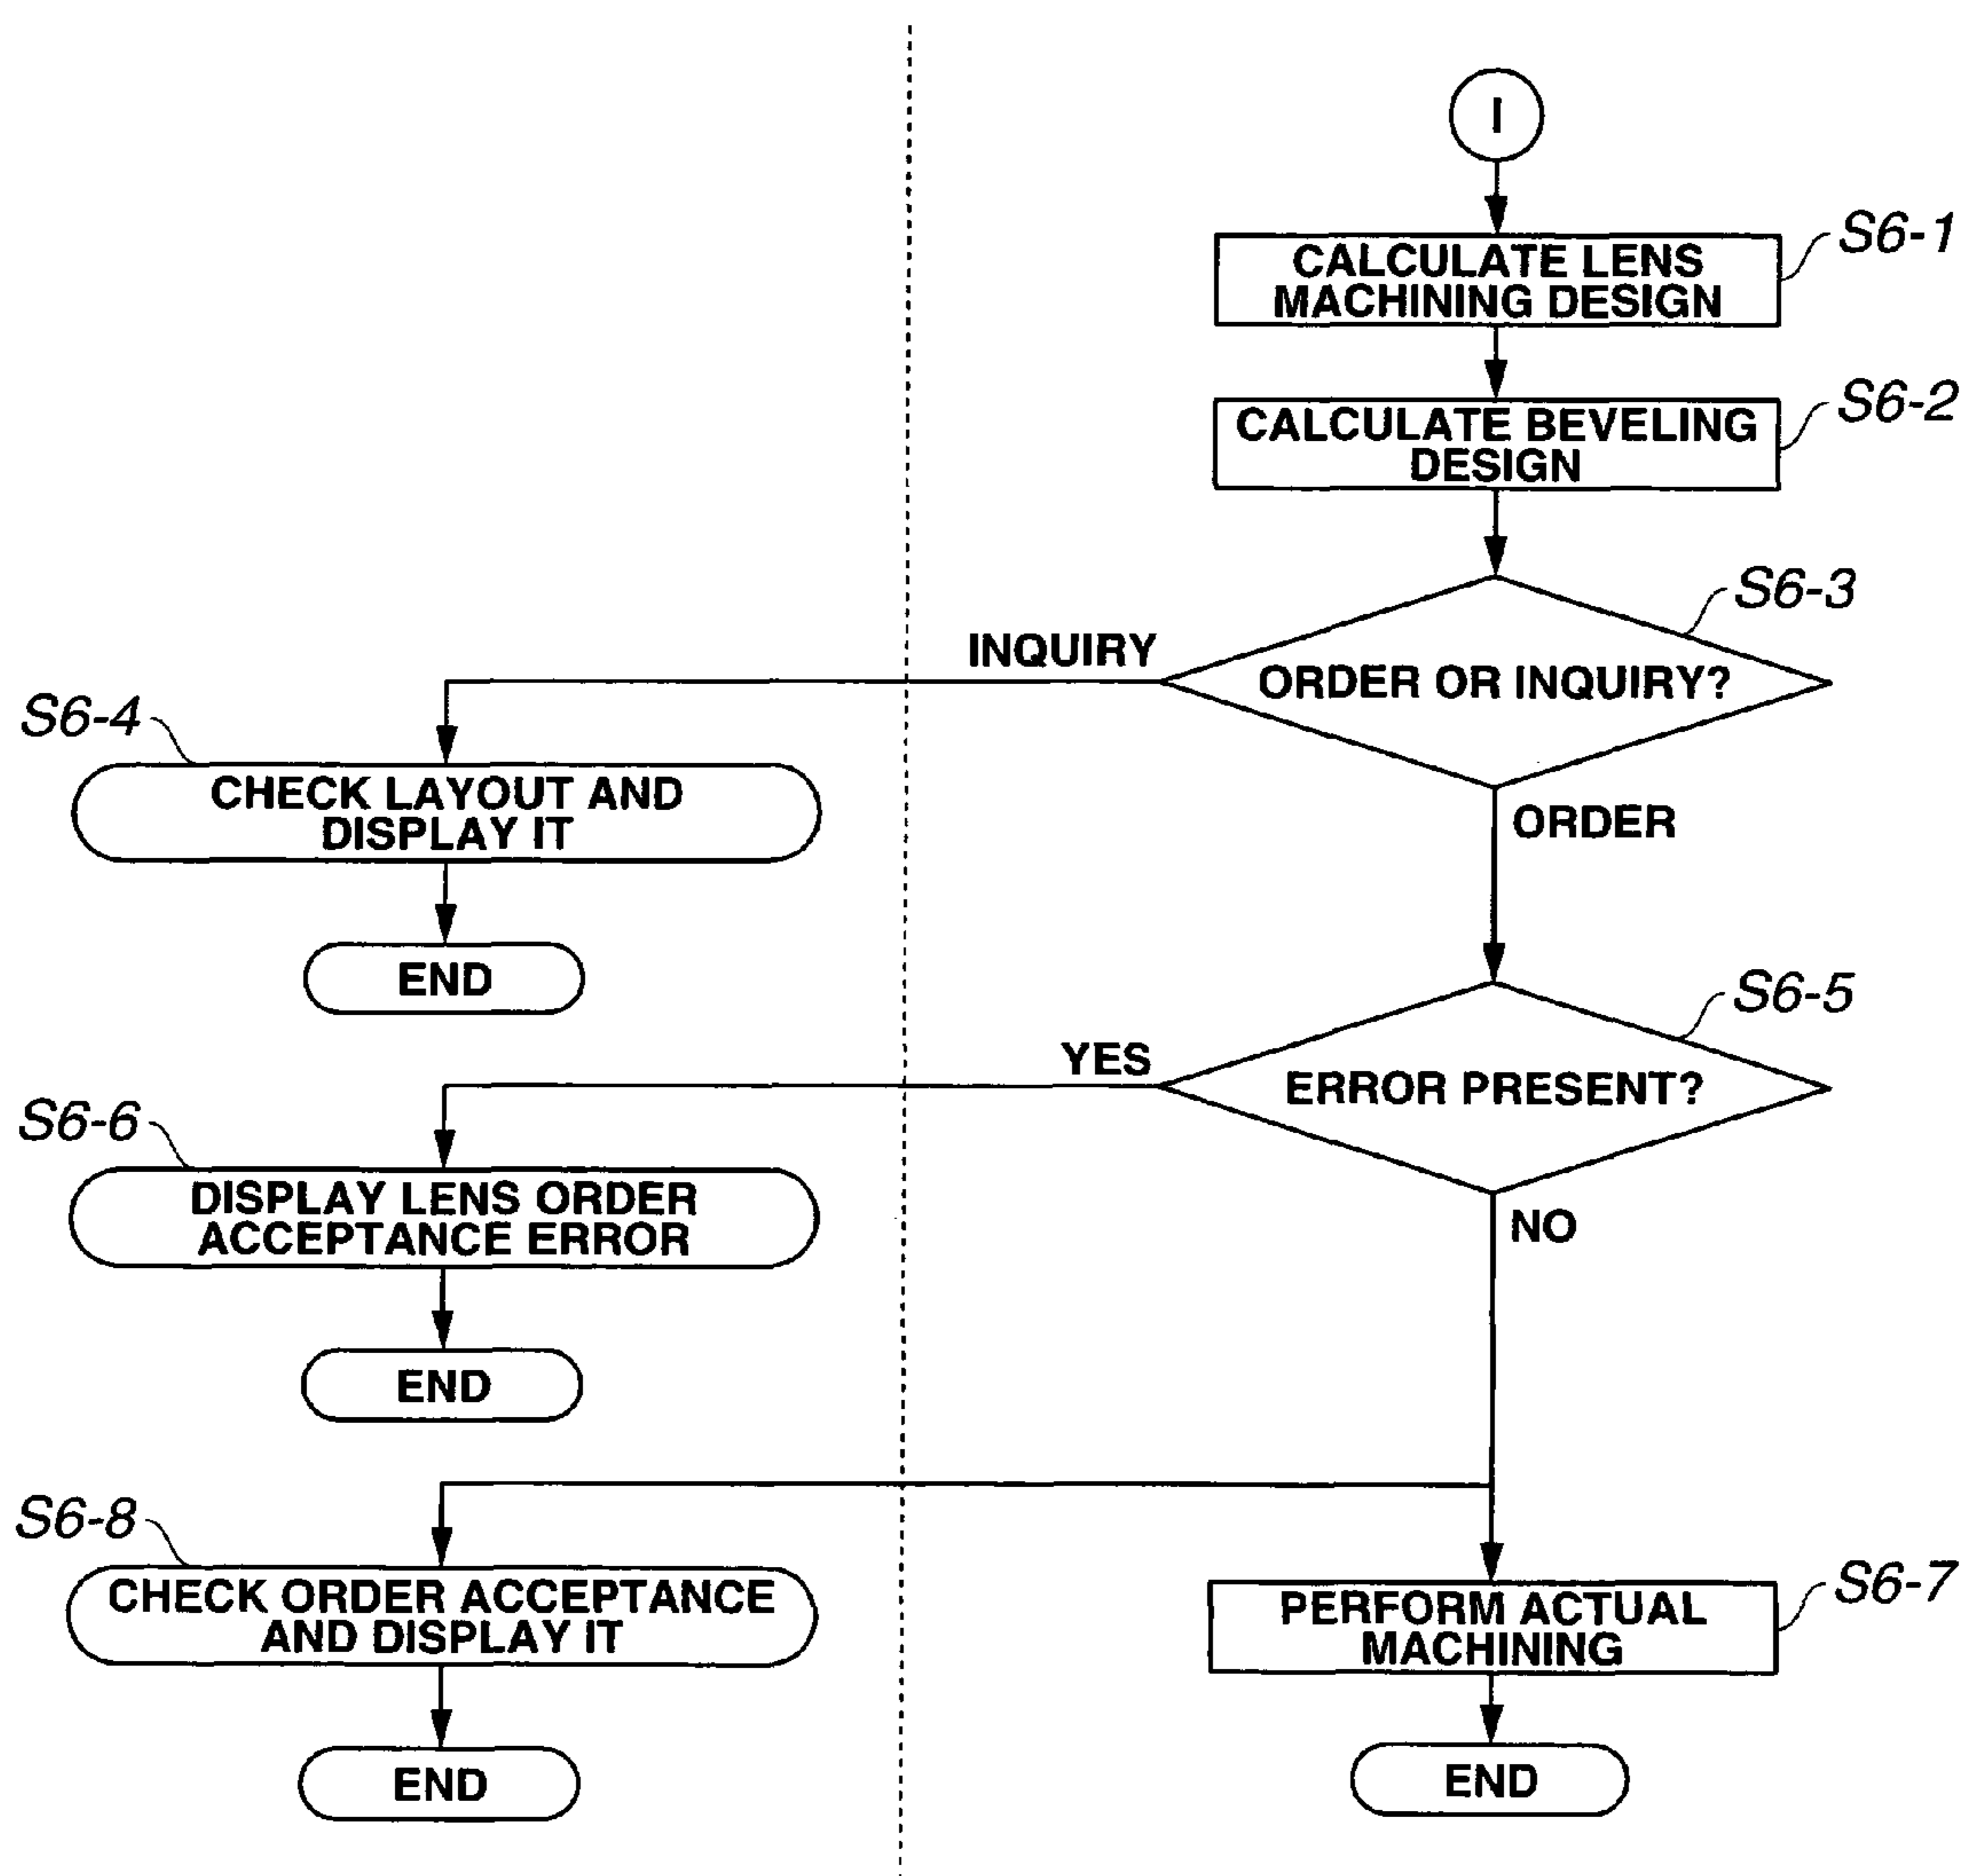 I
CALCULATE LENS
MACHINING DESIGN
S6-1
CALCULATE BEVELING
DESIGN
S6-2
S6-3
INQUIRY
ORDER OR INQUIRY?
ORDER
S6-4
CHECK LAYOUT AND
DISPLAY IT
END
S6-5
YES
ERROR PRESENT?
NO
S6-6
DISPLAY LENS ORDER
ACCEPTANCE ERROR
END
S6-8
CHECK ORDER ACCEPTANCE
AND DISPLAY IT
END
S6-7
PERFORM ACTUAL
MACHINING
END